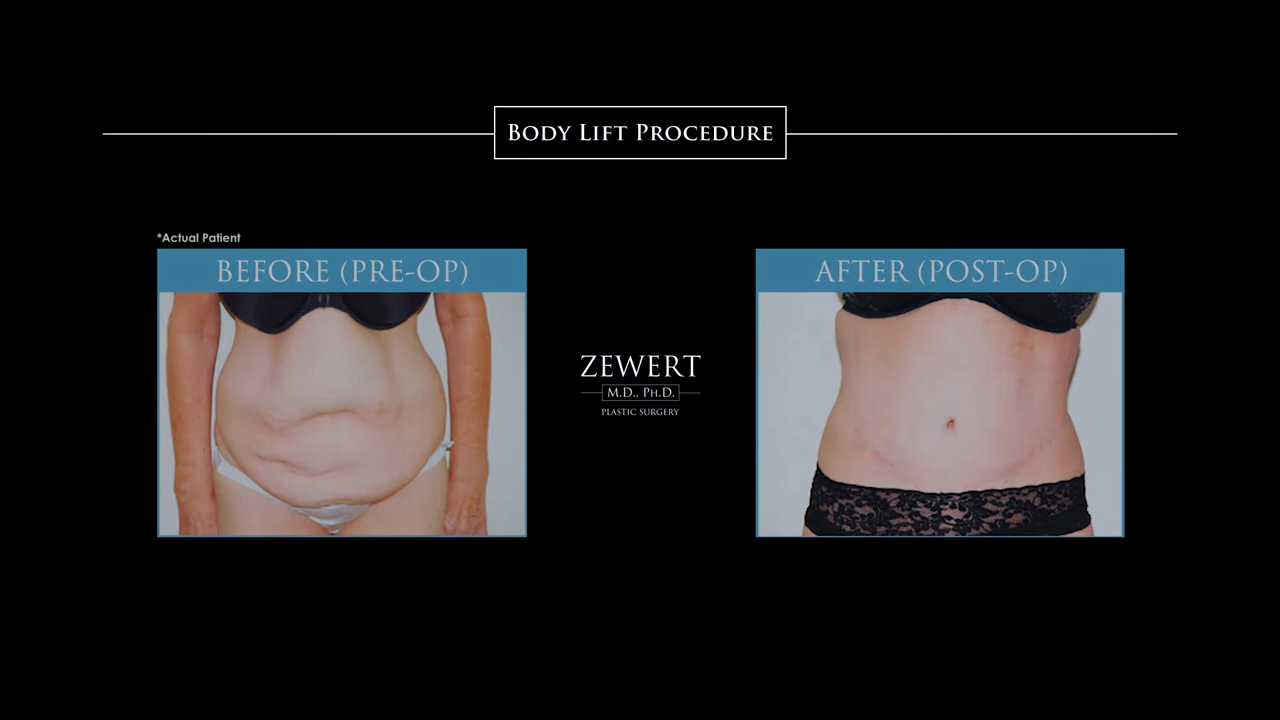 Body Lift Procedure
*Actual Patient
BEFORE (PRE-OP)
AFTER (POST-OP)
ZEWERT
M.D., Ph.D.
PLASTIC SURGERY